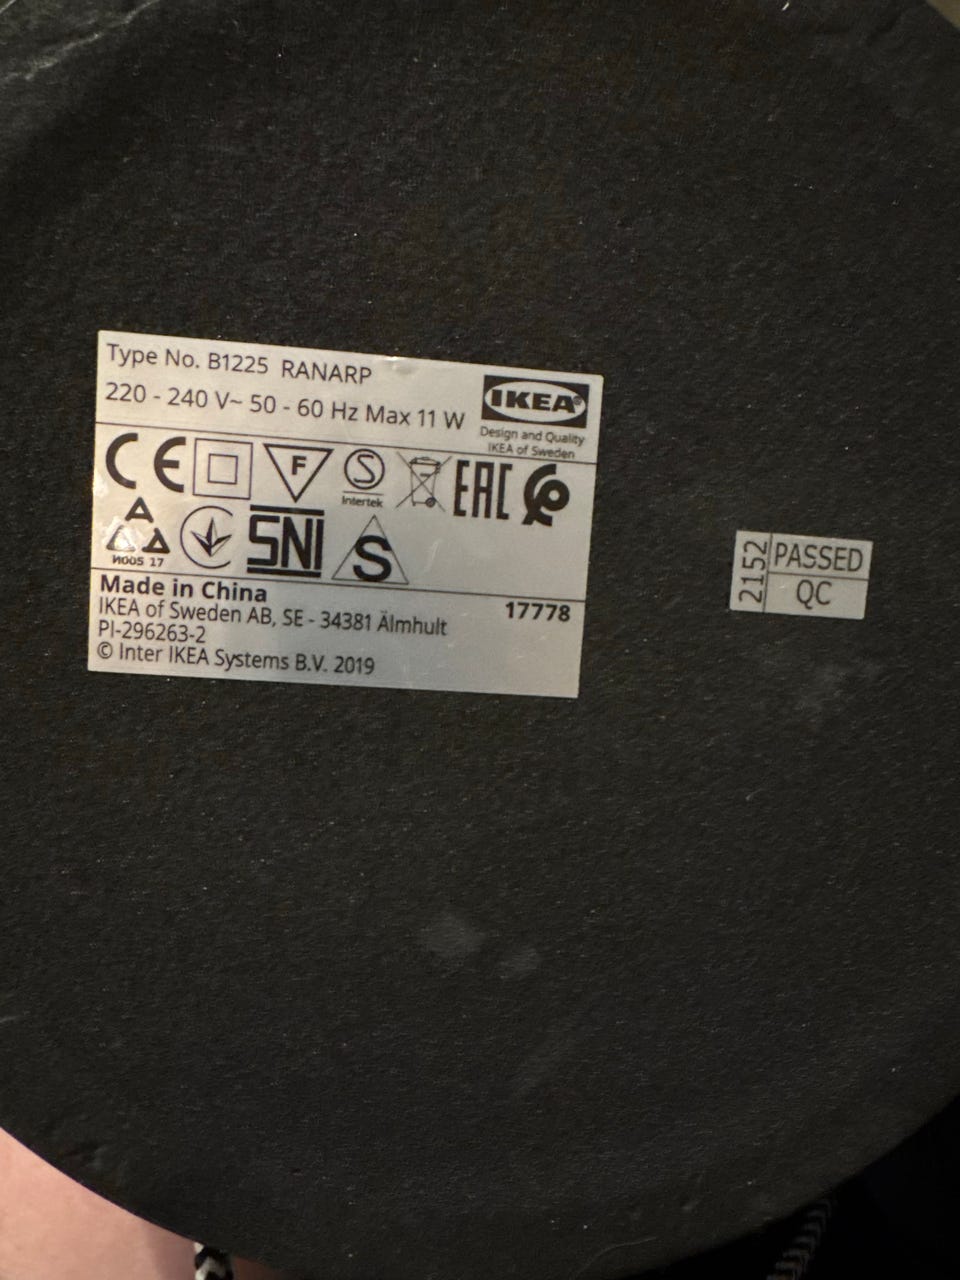 Type No. B1225 RANARP
220 - 240 V~ 50 - 60 Hz Max 11 W
IKEA®
Design and Quality
IKEA of Sweden
CE
F
S
Intertek
EAC
A
И005 17
SNI
S
Made in China
IKEA of Sweden AB, SE - 34381 Älmhult
17778
PI-296263-2
© Inter IKEA Systems B.V. 2019
2152
PASSED
QC